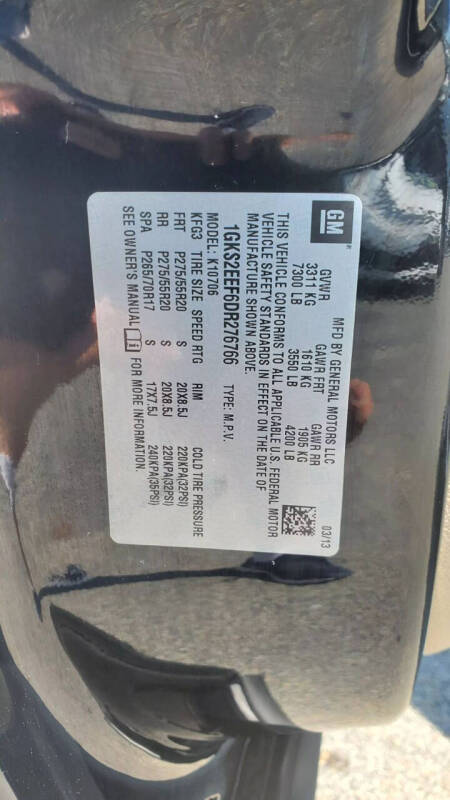 GM
MFD BY GENERAL MOTORS LLC
03/13
GVWR GAWR FRT GAWR RR
3311 KG 1610 KG 1905 KG
7300 LB 3550 LB 4200 LB
THIS VEHICLE CONFORMS TO ALL APPLICABLE U.S. FEDERAL MOTOR
VEHICLE SAFETY STANDARDS IN EFFECT ON THE DATE OF
MANUFACTURE SHOWN ABOVE.
1GKS2EEF6DR276766 TYPE: M.P.V.
MODEL: K10706
KFG3 TIRE SIZE SPEED RTG RIM COLD TIRE PRESSURE
FRT P275/55R20 S 20X8.5J 220KPA(32PSI)
RR P275/55R20 S 20X8.5J 220KPA(32PSI)
SPA P265/70R17 S 17X7.5J 240KPA(35PSI)
SEE OWNER'S MANUAL FOR MORE INFORMATION.